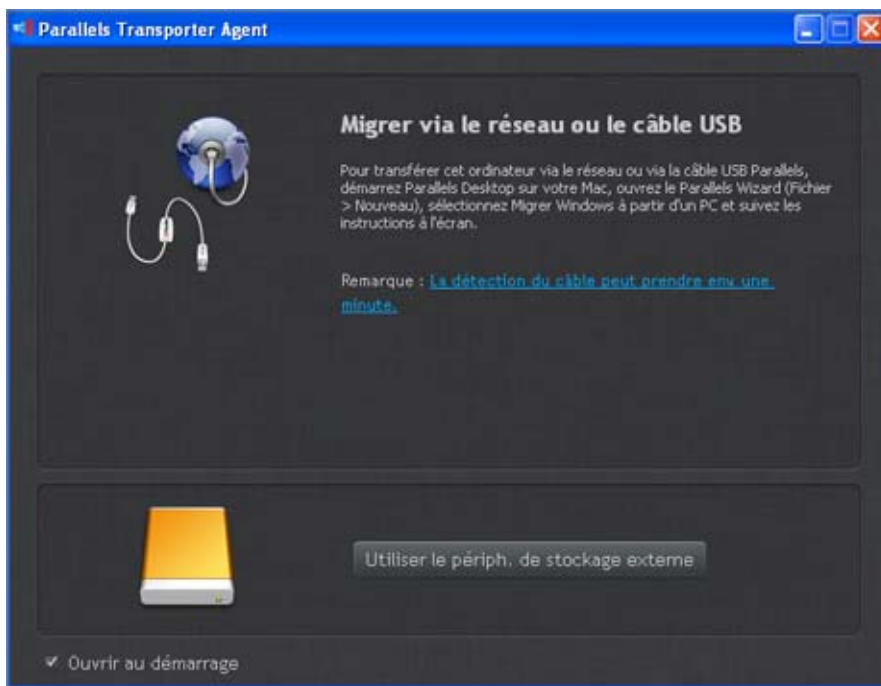 Parallels Transporter Agent
Migrer via le réseau ou le câble USB
Pour transférer cet ordinateur via le réseau ou via la câble USB Parallels,
démarrez Parallels Desktop sur votre Mac, ouvrez le Parallels Wizard (Fichier
> Nouveau), sélectionnez Migrer Windows à partir d'un PC et suivez les
instructions à l'écran.
Remarque : La détection du câble peut prendre env une
minute.
Utiliser le périph. de stockage externe
Ouvrir au démarrage